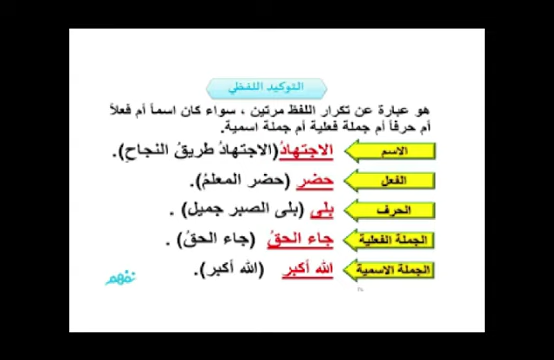 التوكيد اللفظي
هو عبارة عن تكرار اللفظ مرتين ، سواء كان اسماً أم فعلاً
أم حرفاً أم جملة فعلية أم جملة اسمية.
الاسم الاجتهادُ (الاجتهادُ طريقُ النجاحِ).
الفعل حضر (حضر المعلمُ).
الحرف بلى (بلى الصبر جميل) .
الجملة الفعلية جاء الحقُ (جاء الحقُ) .
الجملة الاسمية الله أكبر (الله أكبر).
نفهم